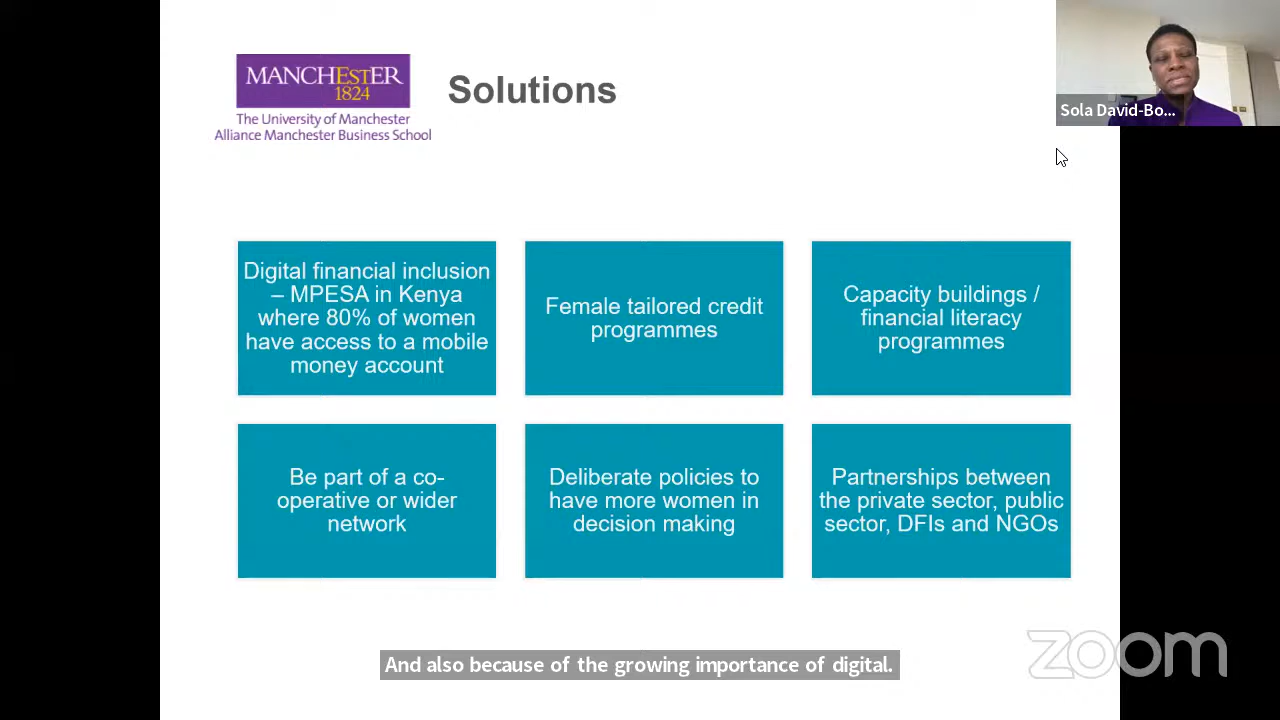 MANCHESTER
1824
The University of Manchester
Alliance Manchester Business School
Solutions
Sola David-Bo...
Digital financial inclusion
– MPESA in Kenya
where 80% of women
have access to a mobile
money account
Female tailored credit
programmes
Capacity buildings /
financial literacy
programmes
Be part of a co-
operative or wider
network
Deliberate policies to
have more women in
decision making
Partnerships between
the private sector, public
sector, DFIs and NGOs
And also because of the growing importance of digital.
zoom